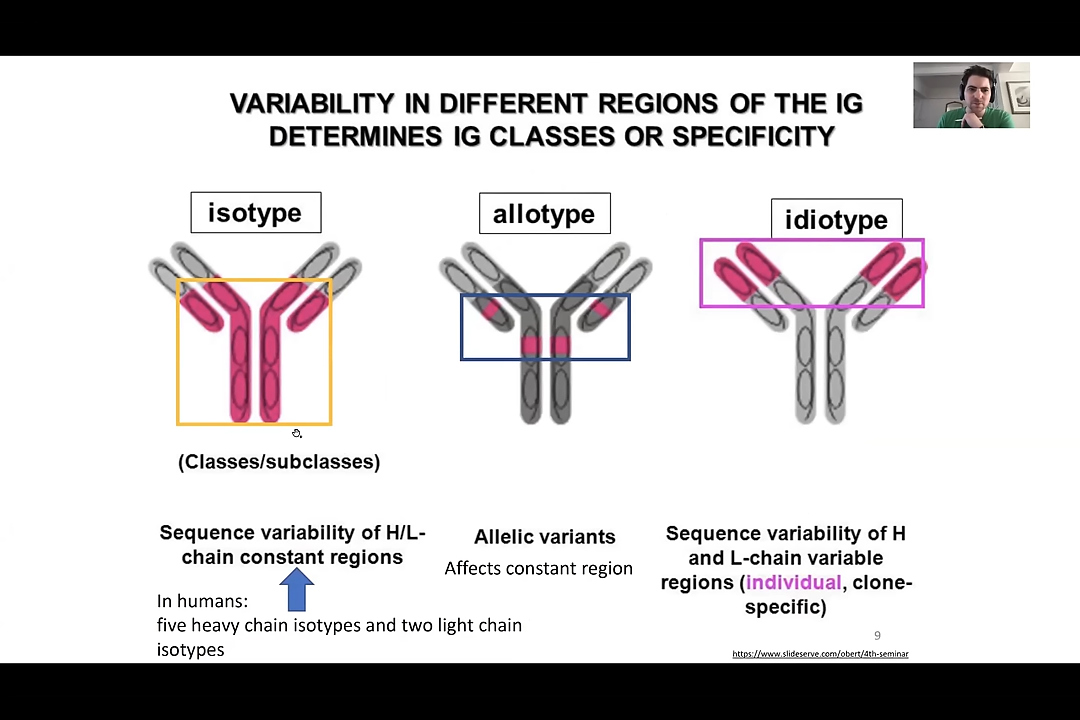 VARIABILITY IN DIFFERENT REGIONS OF THE IG
DETERMINES IG CLASSES OR SPECIFICITY
isotype
allotype
idiotype
(Classes/subclasses)
Sequence variability of H/L-
chain constant regions
In humans:
five heavy chain isotypes and two light chain
isotypes
Allelic variants
Affects constant region
Sequence variability of H
and L-chain variable
regions (individual, clone-
specific)
9
https://www.slideserve.com/obert/4th-seminar